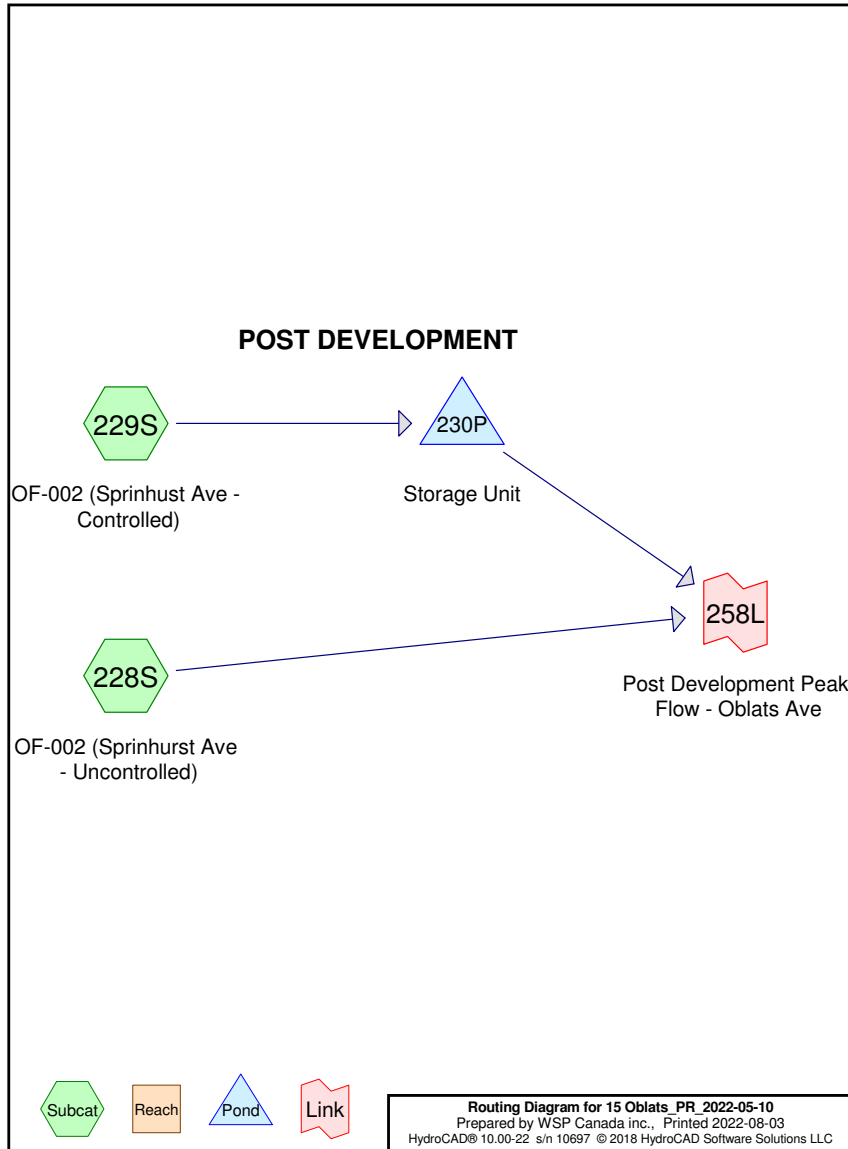 POST DEVELOPMENT
229S
230P
OF-002 (Sprinhust Ave -
Controlled)
Storage Unit
258L
228S
Post Development Peak
Flow - Oblats Ave
OF-002 (Sprinhurst Ave
- Uncontrolled)
Subcat
Reach
Pond
Link
Routing Diagram for 15 Oblats_PR_2022-05-10
Prepared by WSP Canada inc., Printed 2022-08-03
HydroCAD® 10.00-22 s/n 10697 © 2018 HydroCAD Software Solutions LLC